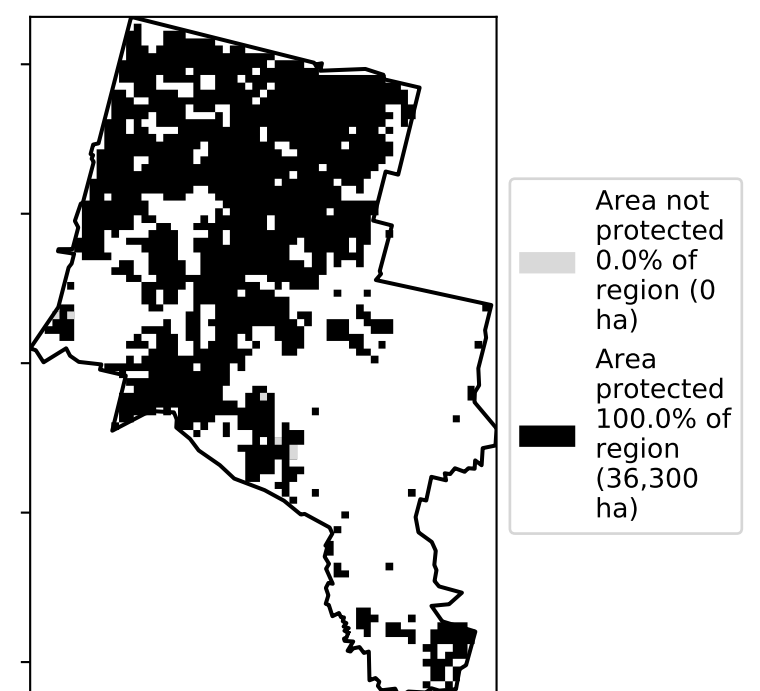 Area not
protected
0.0% of
region (0
ha)
Area
protected
100.0% of
region
(36,300
ha)